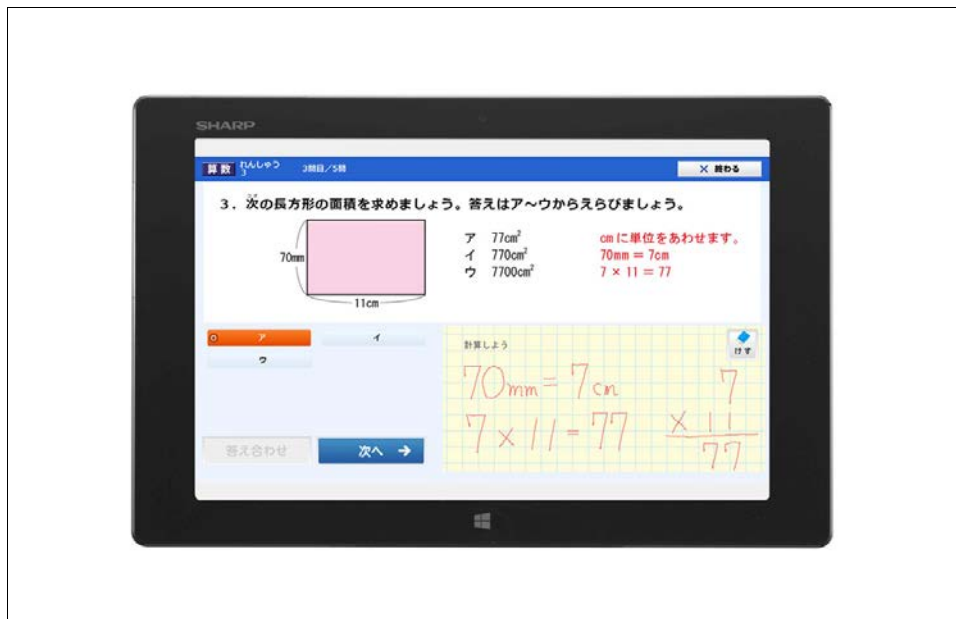 SHARP
算数 れんしゅう3 3問目/5問 × 終わる
3. 次の長方形の面積を求めましょう。答えはア~ウからえらびましょう。
ア 77cm² cmに単位をあわせます。
70mm イ 770cm² 70mm = 7cm
ウ 7700cm² 7 × 11 = 77
11cm
ア イ
ウ
計算しよう けす
70mm = 7cm 7
7 × 11 = 77 × 11
77
答え合わせ 次へ →